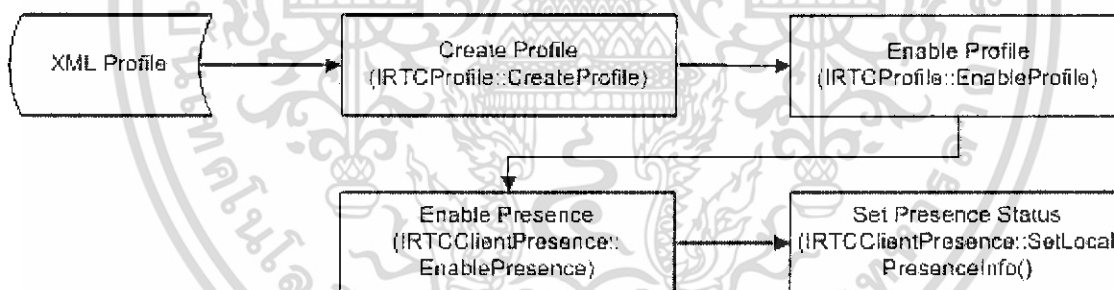 XML Profile
Create Profile
(IRTCProfile::CreateProfile)
Enable Profile
(IRTCProfile::EnableProfile)
Enable Presence
(IRTCClientPresence::
EnablePresence)
Set Presence Status
(IRTCClientPresence::SetLocal
PresenceInfo()